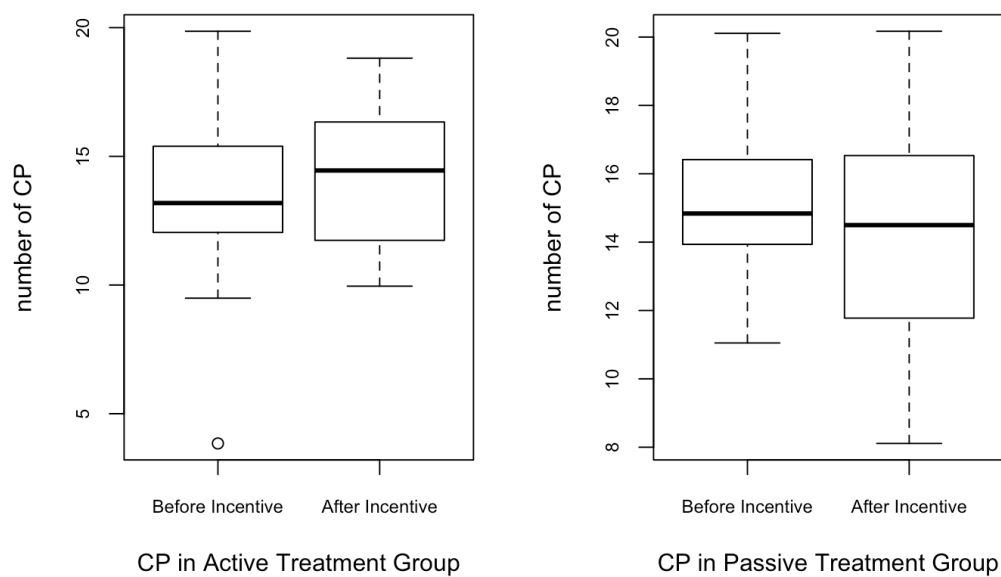 number of CP
20
15
10
5
Before Incentive
After Incentive
CP in Active Treatment Group
number of CP
20
18
16
14
12
10
8
Before Incentive
After Incentive
CP in Passive Treatment Group